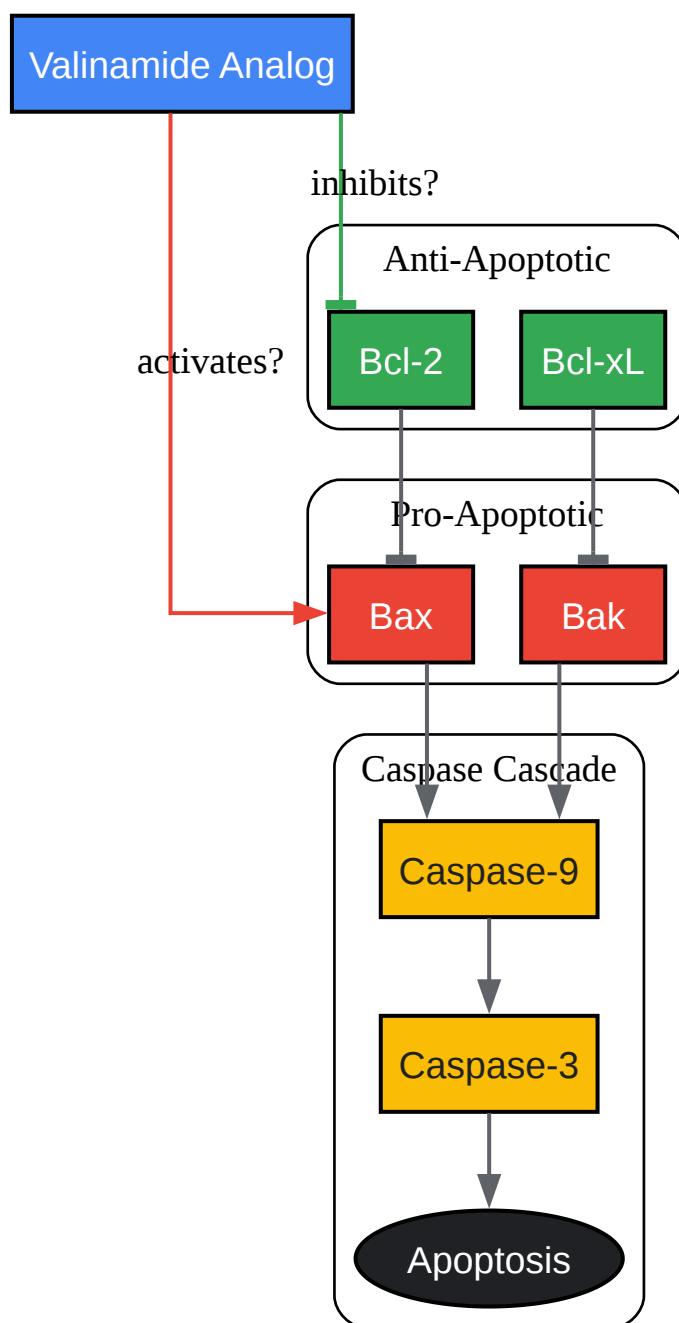 Valinamide Analog
inhibits?
Anti-Apoptotic
activates?
Bcl-2
Bcl-xL
Pro-Apoptotic
Bax
Bak
Caspase Cascade
Caspase-9
Caspase-3
Apoptosis